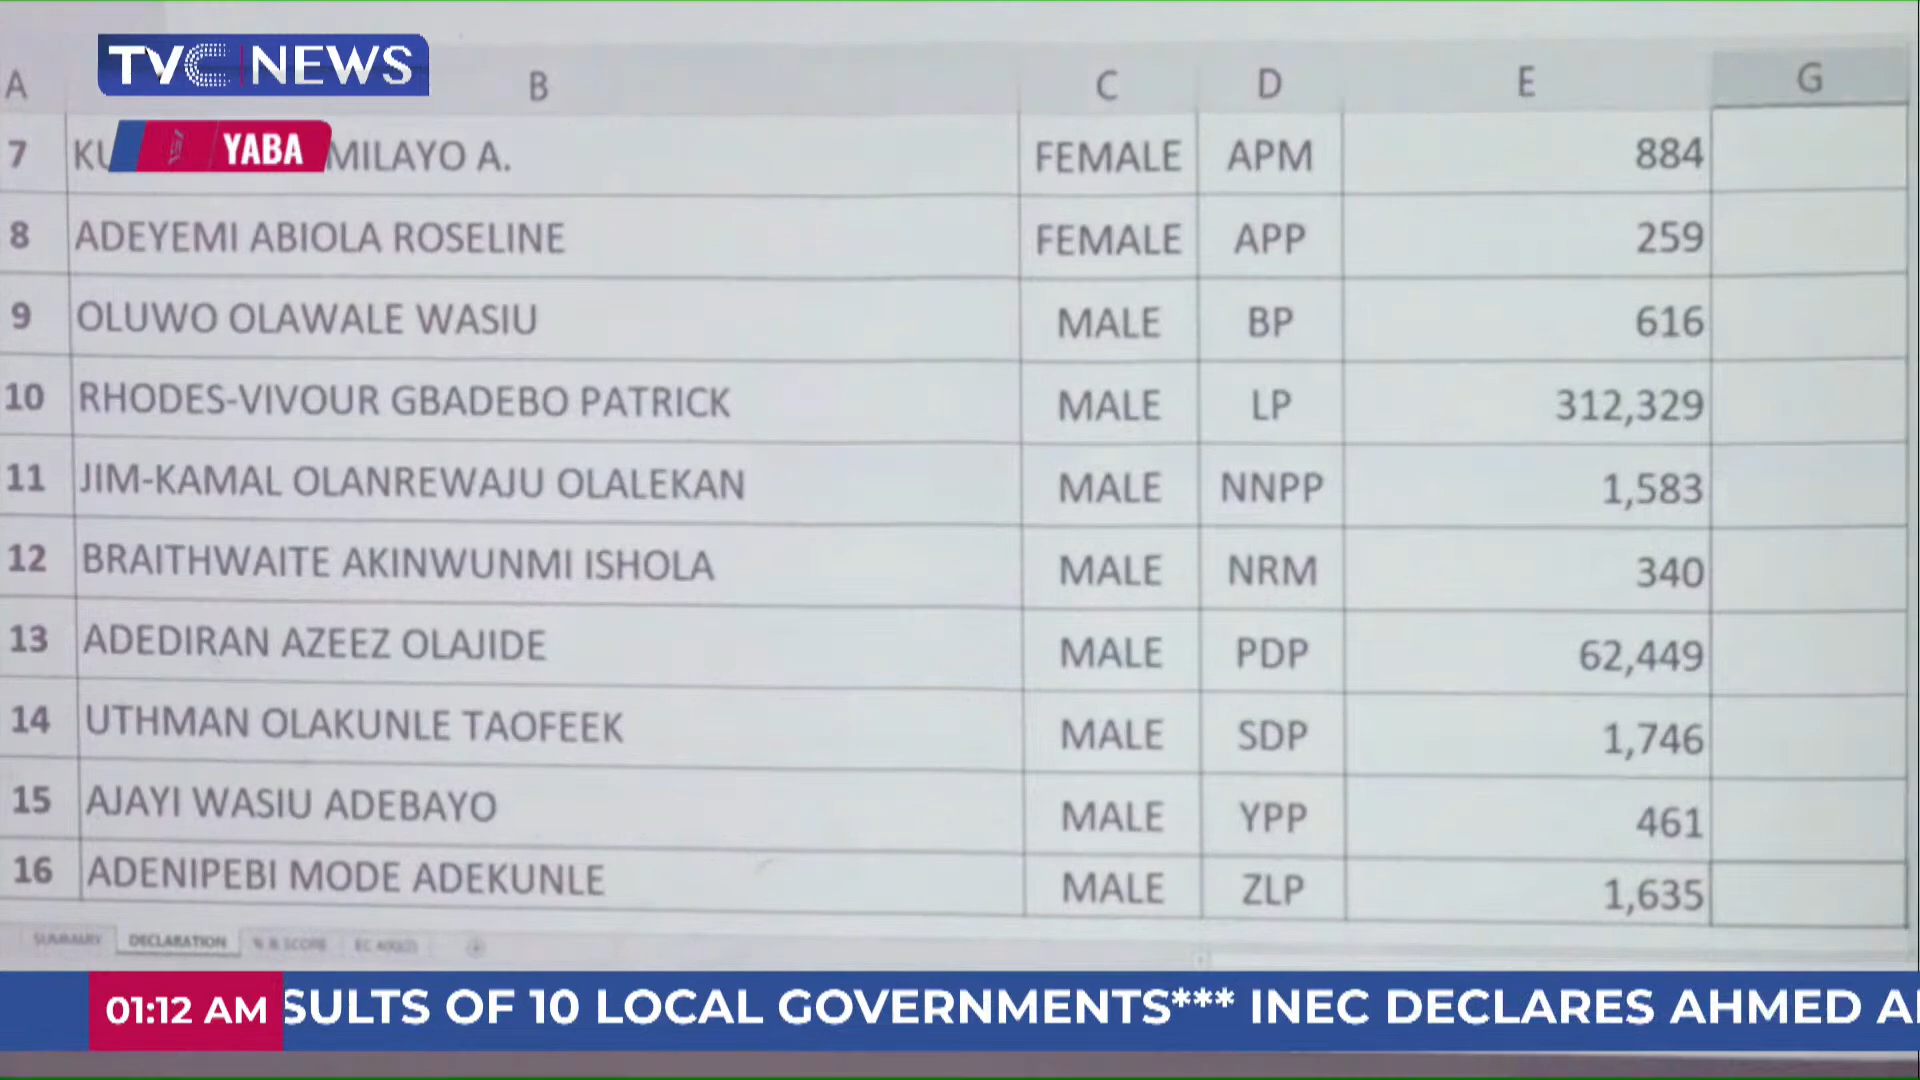 TVC NEWS
A B C D E G
YABA
7 KU MILAYO A. FEMALE APM 884
8 ADEYEMI ABIOLA ROSELINE FEMALE APP 259
9 OLUWO OLAWALE WASIU MALE BP 616
10 RHODES-VIVOUR GBADEBO PATRICK MALE LP 312,329
11 JIM-KAMAL OLANREWAJU OLALEKAN MALE NNPP 1,583
12 BRAITHWAITE AKINWUNMI ISHOLA MALE NRM 340
13 ADEDIRAN AZEEZ OLAJIDE MALE PDP 62,449
14 UTHMAN OLAKUNLE TAOFEEK MALE SDP 1,746
15 AJAYI WASIU ADEBAYO MALE YPP 461
16 ADENIPEBI MODE ADEKUNLE MALE ZLP 1,635
SUMMARY DECLARATION % & SCORE
01:12 AM SULTS OF 10 LOCAL GOVERNMENTS*** INEC DECLARES AHMED A